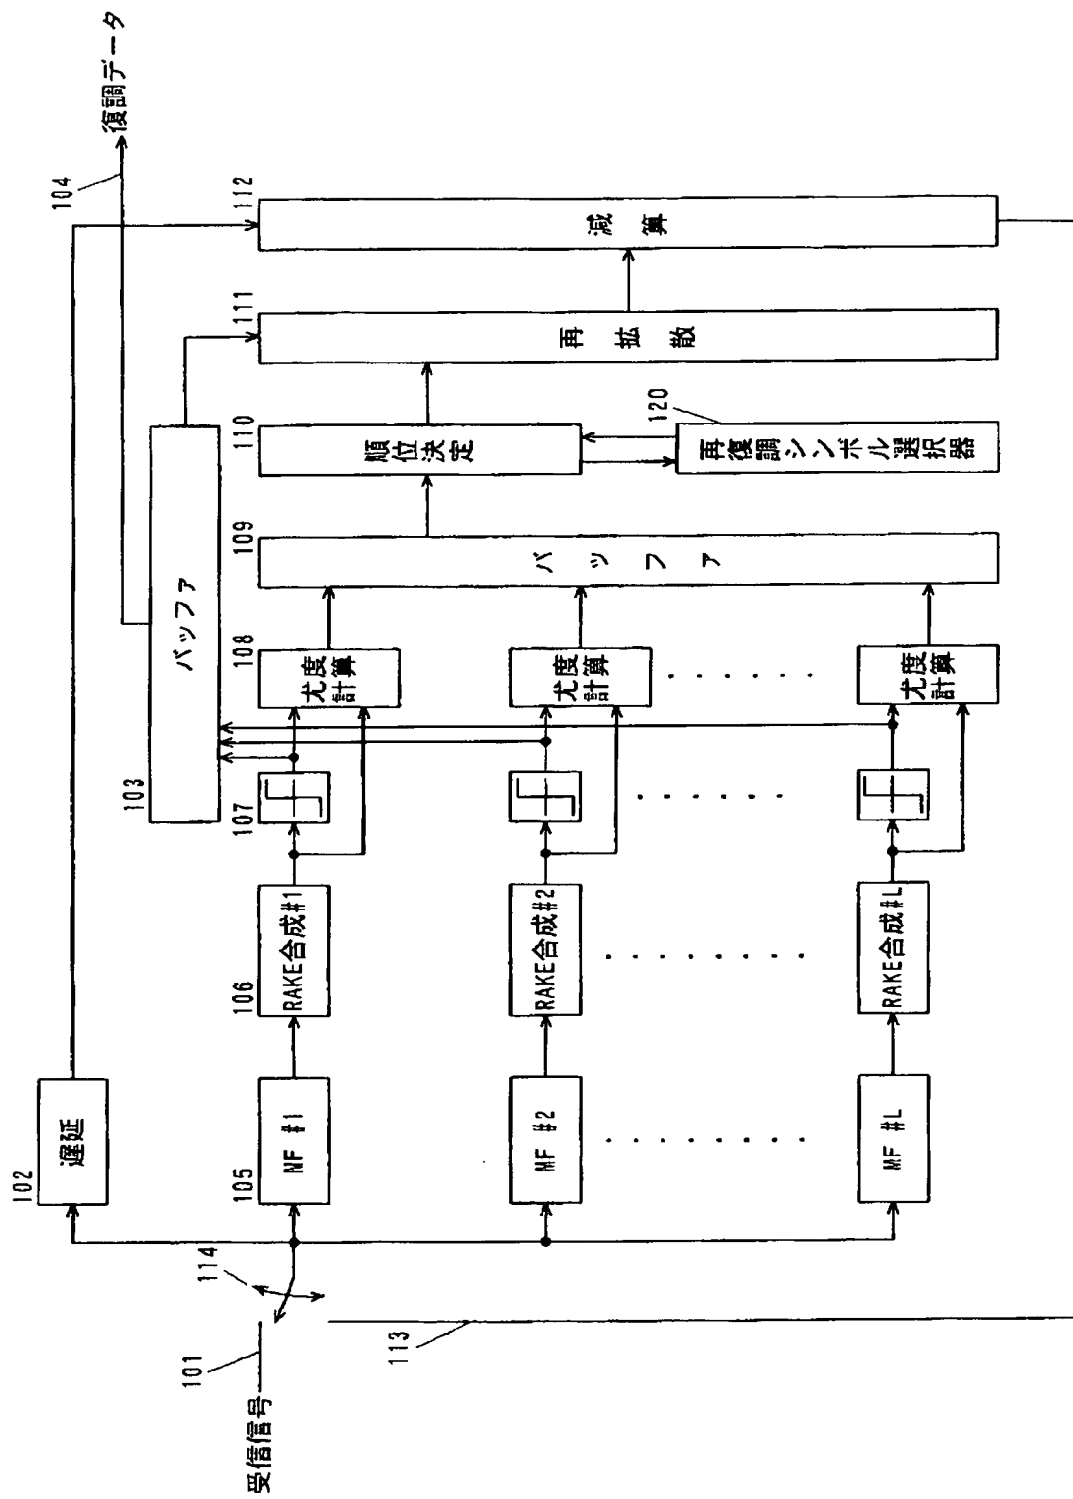 復調データ
104
112
減算
111
再拡散
110
順位決定
120
再復調シンボル選択器
109
バッファ
バッファ
103
108
尤度
計算
尤度
計算
尤度
計算
107
106
RAKE合成#1
RAKE合成#2
RAKE合成#L
102
遅延
105
MF #1
MF #2
MF #L
114
113
101
受信信号